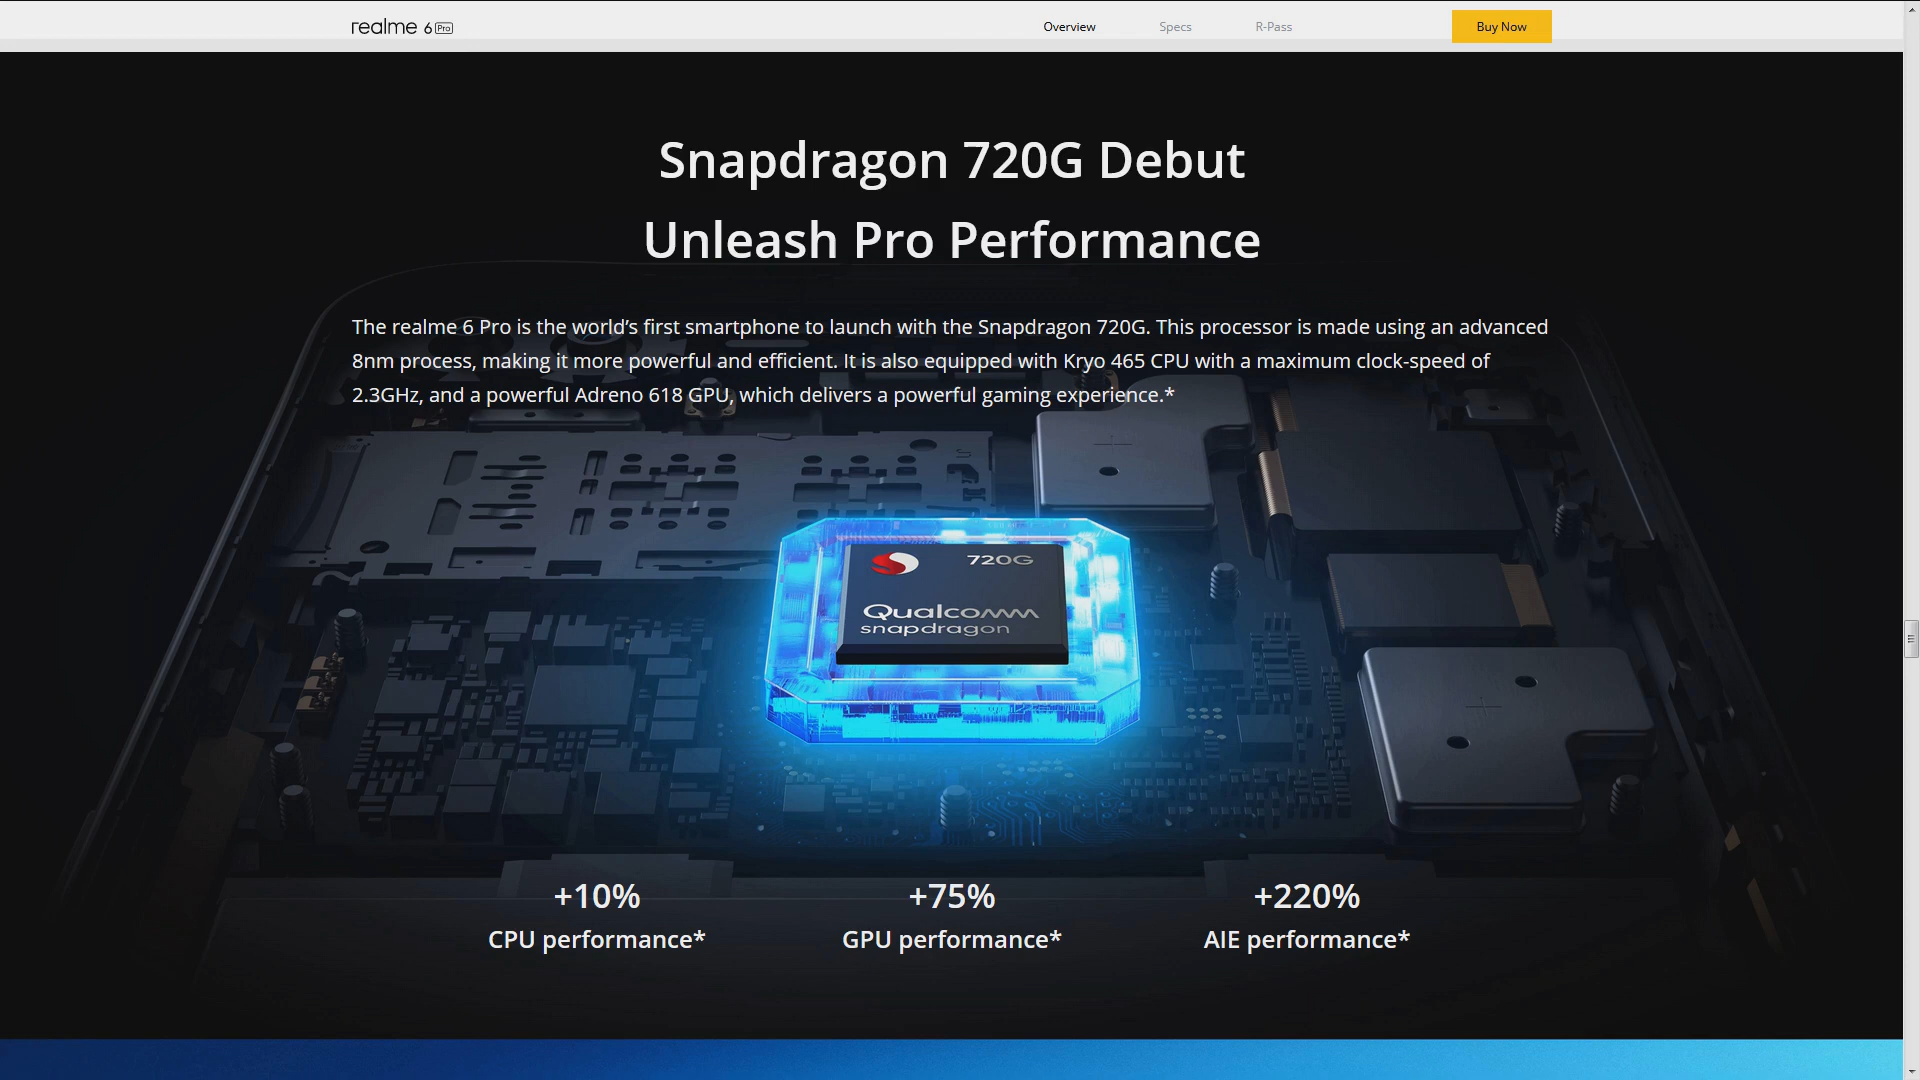 realme 6 Pro
Overview
Specs
R-Pass
Buy Now
Snapdragon 720G Debut
Unleash Pro Performance
The realme 6 Pro is the world’s first smartphone to launch with the Snapdragon 720G. This processor is made using an advanced
8nm process, making it more powerful and efficient. It is also equipped with Kryo 465 CPU with a maximum clock-speed of
2.3GHz, and a powerful Adreno 618 GPU, which delivers a powerful gaming experience.*
720G
Qualcomm
snapdragon
+10%
CPU performance*
+75%
GPU performance*
+220%
AIE performance*